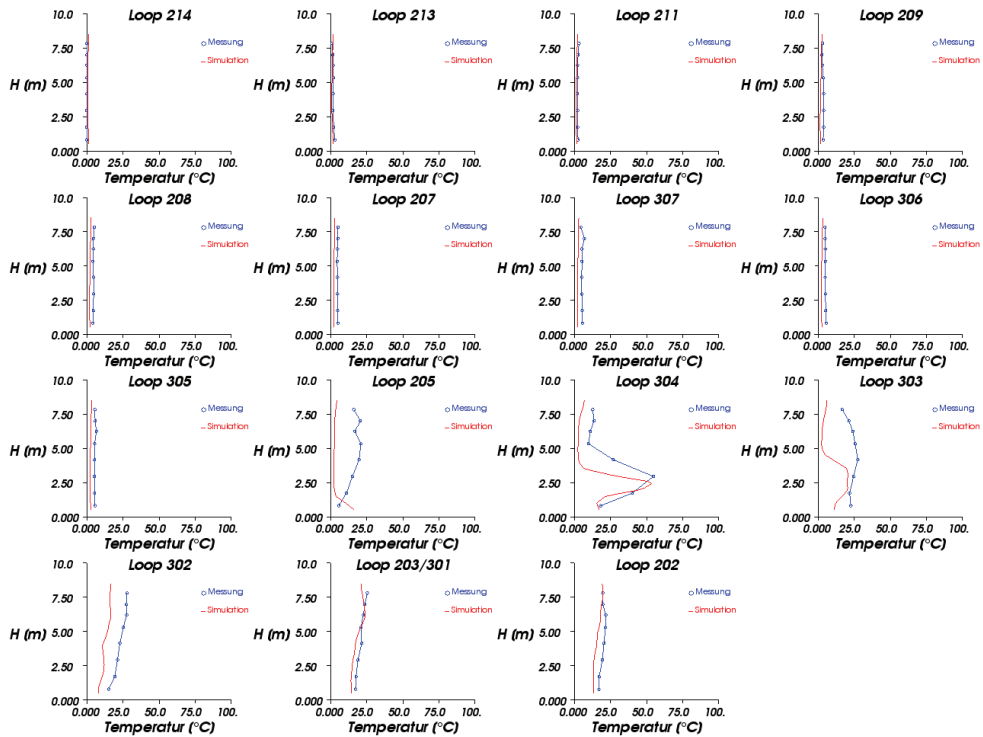 Loop 214
10.0
7.50
5.00
2.50
0.000
H (m)
Messung
Simulation
0.000 25.0 50.0 75.0 100.
Temperatur (°C)
Loop 213
10.0
7.50
5.00
2.50
0.000
H (m)
Messung
Simulation
0.000 25.0 50.0 75.0 100.
Temperatur (°C)
Loop 211
10.0
7.50
5.00
2.50
0.000
H (m)
Messung
Simulation
0.000 25.0 50.0 75.0 100.
Temperatur (°C)
Loop 209
10.0
7.50
5.00
2.50
0.000
H (m)
Messung
Simulation
0.000 25.0 50.0 75.0 100.
Temperatur (°C)
Loop 208
10.0
7.50
5.00
2.50
0.000
H (m)
Messung
Simulation
0.000 25.0 50.0 75.0 100.
Temperatur (°C)
Loop 207
10.0
7.50
5.00
2.50
0.000
H (m)
Messung
Simulation
0.000 25.0 50.0 75.0 100.
Temperatur (°C)
Loop 307
10.0
7.50
5.00
2.50
0.000
H (m)
Messung
Simulation
0.000 25.0 50.0 75.0 100.
Temperatur (°C)
Loop 306
10.0
7.50
5.00
2.50
0.000
H (m)
Messung
Simulation
0.000 25.0 50.0 75.0 100.
Temperatur (°C)
Loop 305
10.0
7.50
5.00
2.50
0.000
H (m)
Messung
Simulation
0.000 25.0 50.0 75.0 100.
Temperatur (°C)
Loop 205
10.0
7.50
5.00
2.50
0.000
H (m)
Messung
Simulation
0.000 25.0 50.0 75.0 100.
Temperatur (°C)
Loop 304
10.0
7.50
5.00
2.50
0.000
H (m)
Messung
Simulation
0.000 25.0 50.0 75.0 100.
Temperatur (°C)
Loop 303
10.0
7.50
5.00
2.50
0.000
H (m)
Messung
Simulation
0.000 25.0 50.0 75.0 100.
Temperatur (°C)
Loop 302
10.0
7.50
5.00
2.50
0.000
H (m)
Messung
Simulation
0.000 25.0 50.0 75.0 100.
Temperatur (°C)
Loop 203/301
10.0
7.50
5.00
2.50
0.000
H (m)
Messung
Simulation
0.000 25.0 50.0 75.0 100.
Temperatur (°C)
Loop 202
10.0
7.50
5.00
2.50
0.000
H (m)
Messung
Simulation
0.000 25.0 50.0 75.0 100.
Temperatur (°C)